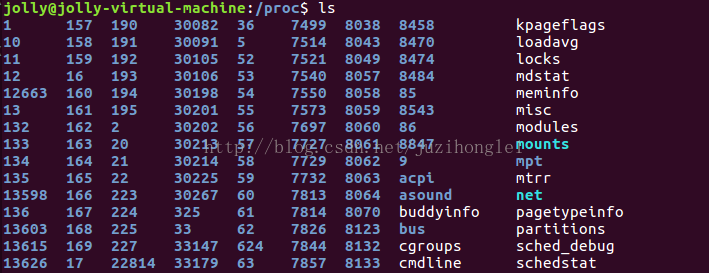 jolly@jolly-virtual-machine:/proc$ ls
1 157 190 30082 36 7499 8038 8458 kpageflags
10 158 191 30091 5 7514 8043 8470 loadavg
11 159 192 30105 52 7521 8049 8474 locks
12 16 193 30106 53 7540 8057 8484 mdstat
12663 160 194 30198 54 7550 8058 85 meminfo
13 161 195 30201 55 7573 8059 8543 misc
132 162 2 30202 56 7697 8060 86 modules
133 163 20 30213 57 7727 8061 8847 mounts
http://blog.csdn.net/juzihonglei
134 164 21 30214 58 7729 8062 9 mpt
135 165 22 30225 59 7732 8063 acpi mtrr
13598 166 223 30267 60 7813 8064 asound net
136 167 224 325 61 7814 8070 buddyinfo pagetypeinfo
13603 168 225 33 62 7826 8123 bus partitions
13615 169 227 33147 624 7844 8132 cgroups sched_debug
13626 17 22814 33179 63 7857 8133 cmdline schedstat